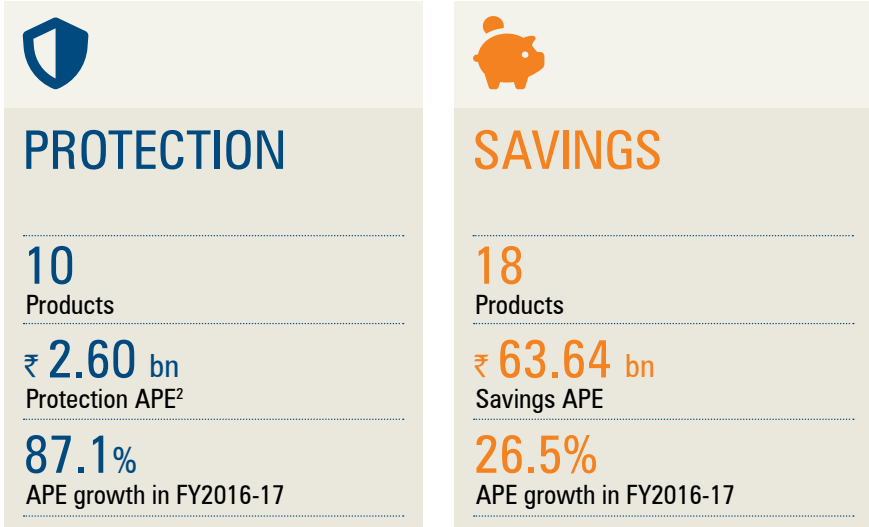 PROTECTION
10
Products
₹ 2.60 bn
Protection APE²
87.1%
APE growth in FY2016-17
SAVINGS
18
Products
₹ 63.64 bn
Savings APE
26.5%
APE growth in FY2016-17